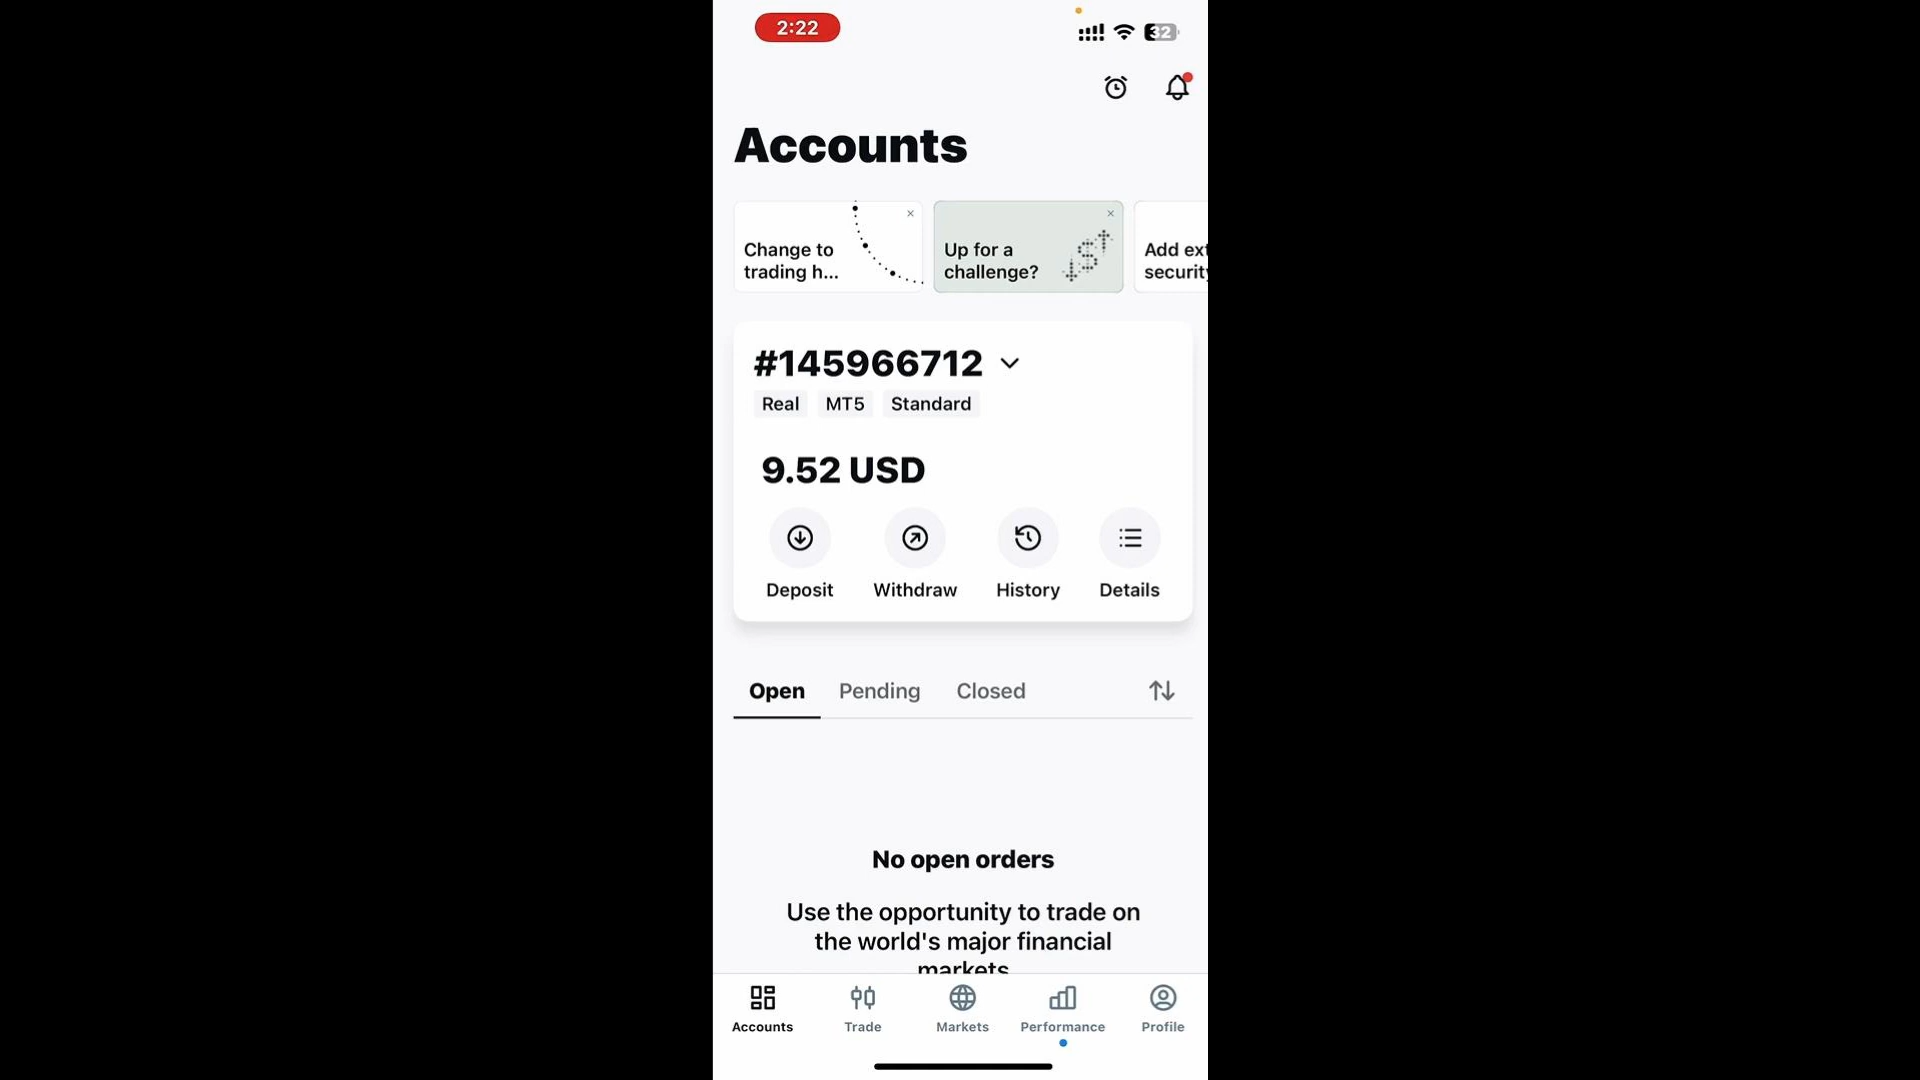 2:22
32
Accounts
Change to
trading h...
Up for a
challenge?
Add ext
security
#145966712
Real MT5 Standard
9.52 USD
Deposit Withdraw History Details
Open Pending Closed
No open orders
Use the opportunity to trade on
the world's major financial
markets
Accounts Trade Markets Performance Profile